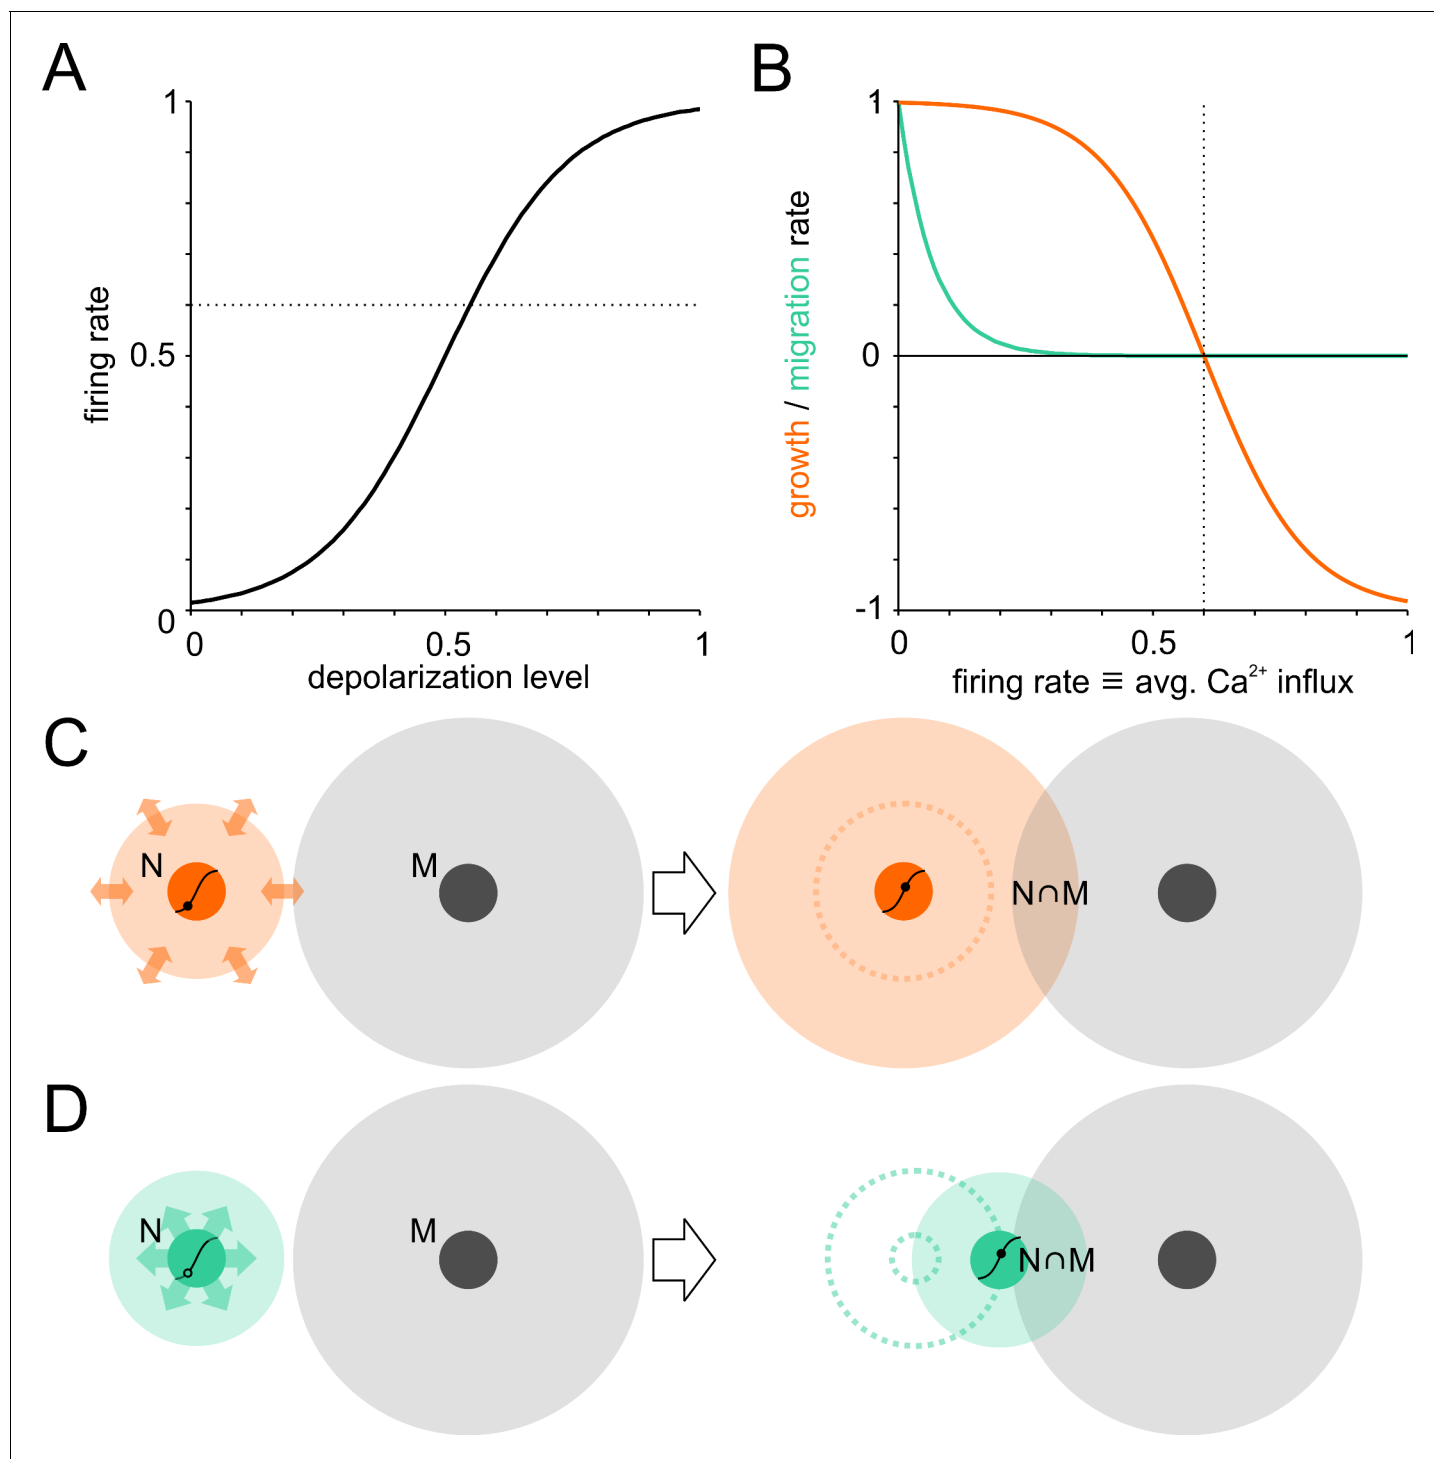 A
1
0.5
0
firing rate
0
0.5
1
depolarization level
B
1
0
-1
growth / migration rate
0
0.5
1
firing rate ≡ avg. Ca²⁺ influx
C
N
M
N∩M
D
N
M
N∩M